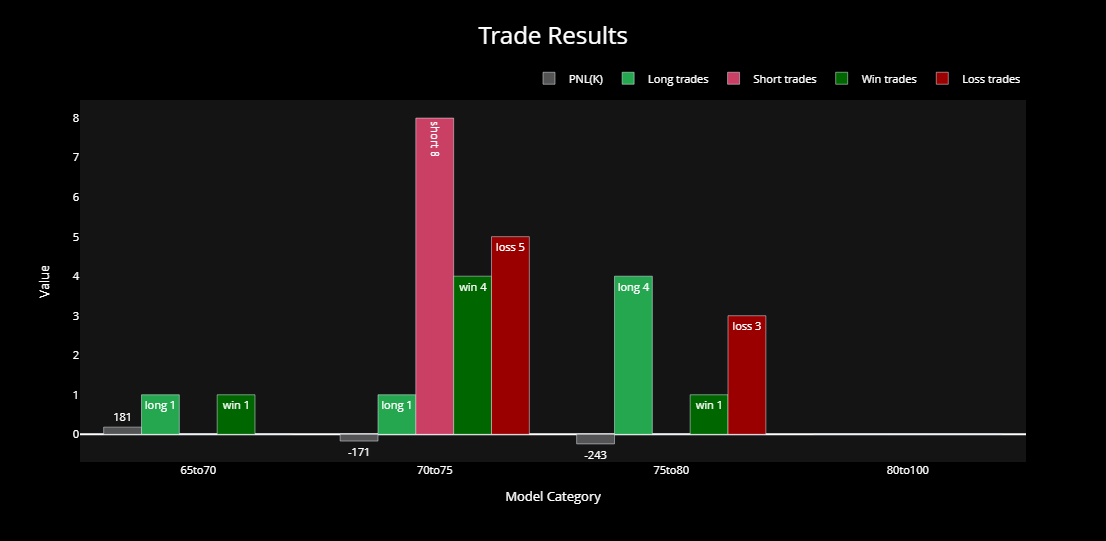 Trade Results
PNL(K) Long trades Short trades Win trades Loss trades
8
7
6
5
4
3
2
1
0
Value
181
long 1
win 1
-171
long 1
short 8
win 4
loss 5
-243
long 4
win 1
loss 3
65to70 70to75 75to80 80to100
Model Category